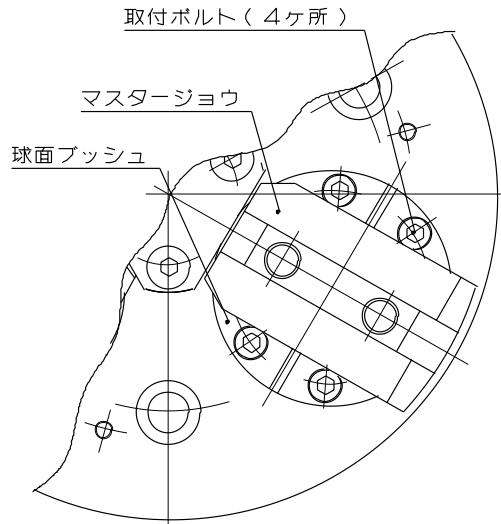 取付ボルト（４ヶ所）
マスタージョウ
球面ブッシュ